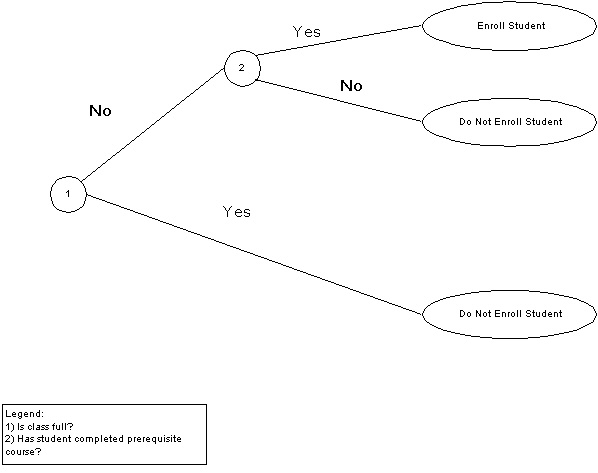 Yes
Enroll Student
2
No
No
Do Not Enroll Student
1
Yes
Do Not Enroll Student
Legend:
1) Is class full?
2) Has student completed prerequisite
course?